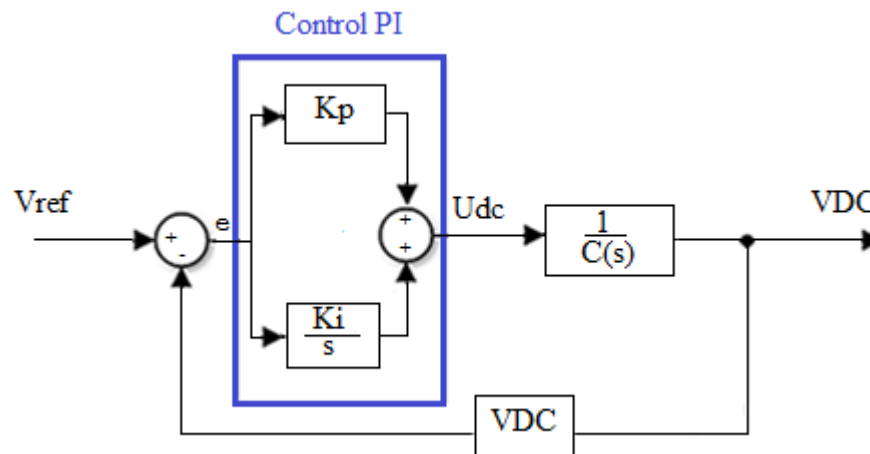 Control PI
Kp
Vref
e
+
-
+
+
Udc
1
C(s)
VDC
Ki
s
VDC